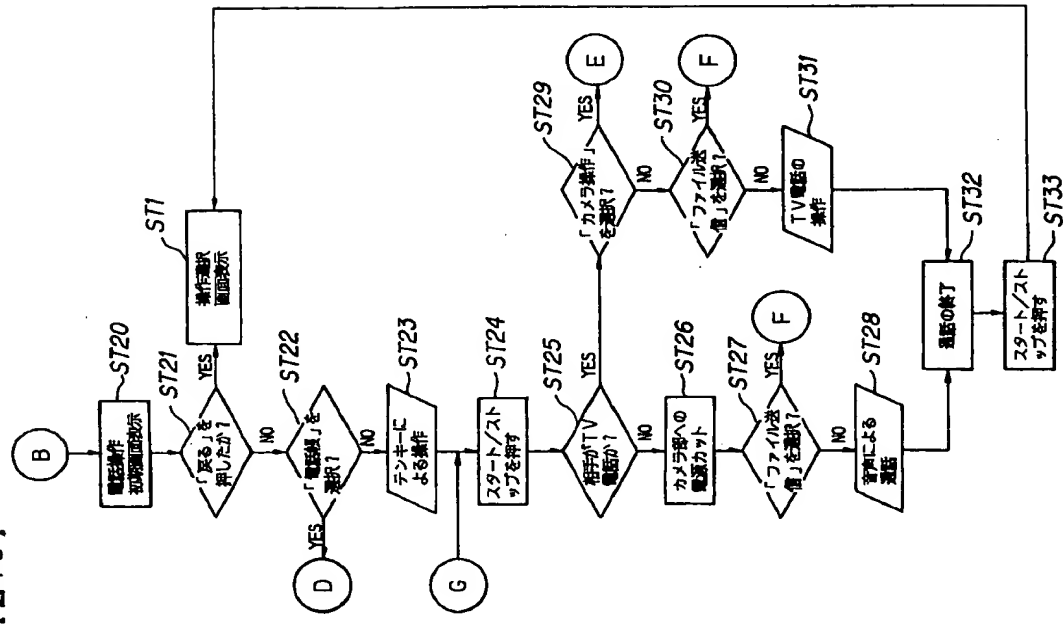 B
電話操作
初期画面表示
ST20
「戻る」を
押したか?
ST21
YES
NO
操作選択
画面表示
ST1
「電話帳」を
選択?
ST22
YES
D
NO
テンキーに
よる操作
ST23
G
スタート/スト
ップを押す
ST24
相手がTV
電話か?
ST25
YES
NO
カメラ部への
電源カット
ST26
「ファイル送
信」を選択?
ST27
YES
F
NO
音声による
通話
ST28
「カメラ操作」
を選択?
ST29
YES
E
NO
「ファイル送
信」を選択?
ST30
YES
F
NO
TV電話の
操作
ST31
通話の終了
ST32
スタート/スト
ップを押す
ST33